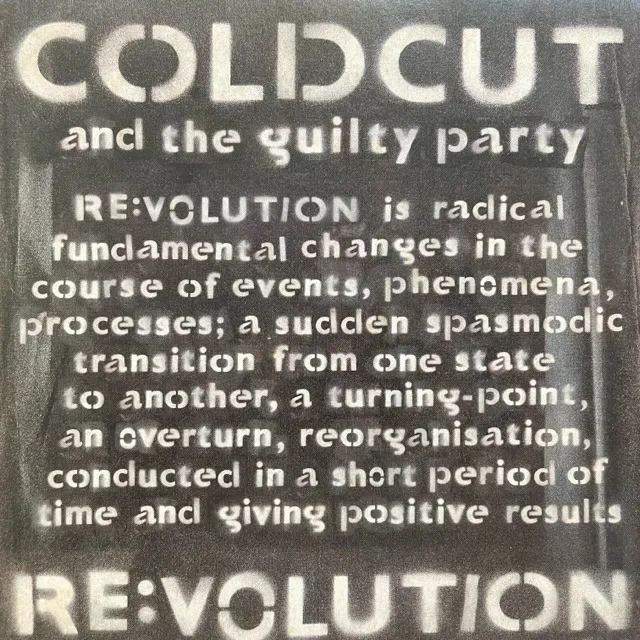 COLDCUT
and the guilty party
RE:VOLUTION is radical
fundamental changes in the
course of events, phenomena,
processes; a sudden spasmodic
transition from one state
to another, a turning-point,
an overturn, reorganisation,
conducted in a short period of
time and giving positive results
RE:VOLUTION